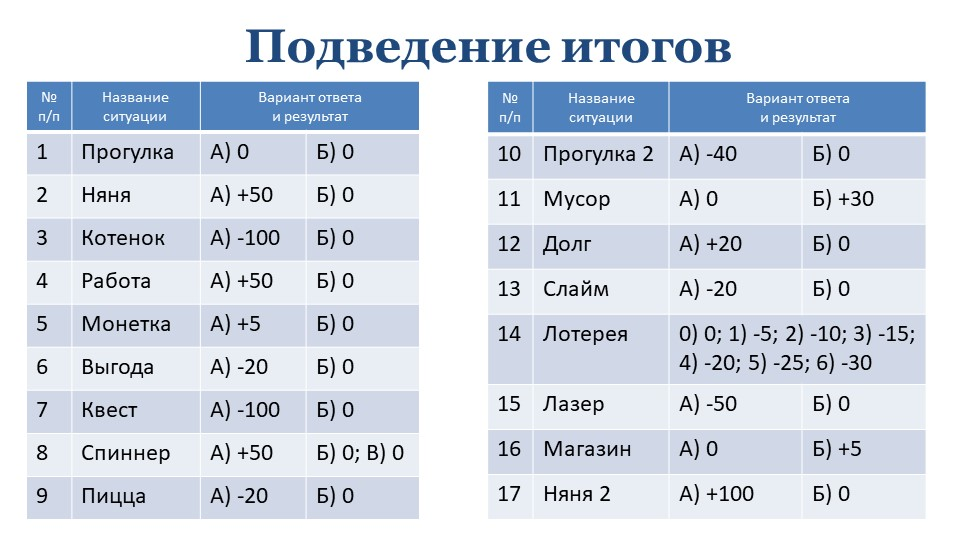 Подведение итогов
№ п/п Название ситуации Вариант ответа и результат
1 Прогулка А) 0 Б) 0
2 Няня А) +50 Б) 0
3 Котенок А) -100 Б) 0
4 Работа А) +50 Б) 0
5 Монетка А) +5 Б) 0
6 Выгода А) -20 Б) 0
7 Квест А) -100 Б) 0
8 Спиннер А) +50 Б) 0; В) 0
9 Пицца А) -20 Б) 0
№ п/п Название ситуации Вариант ответа и результат
10 Прогулка 2 А) -40 Б) 0
11 Мусор А) 0 Б) +30
12 Долг А) +20 Б) 0
13 Слайм А) -20 Б) 0
14 Лотерея 0) 0; 1) -5; 2) -10; 3) -15;
4) -20; 5) -25; 6) -30
15 Лазер А) -50 Б) 0
16 Магазин А) 0 Б) +5
17 Няня 2 А) +100 Б) 0